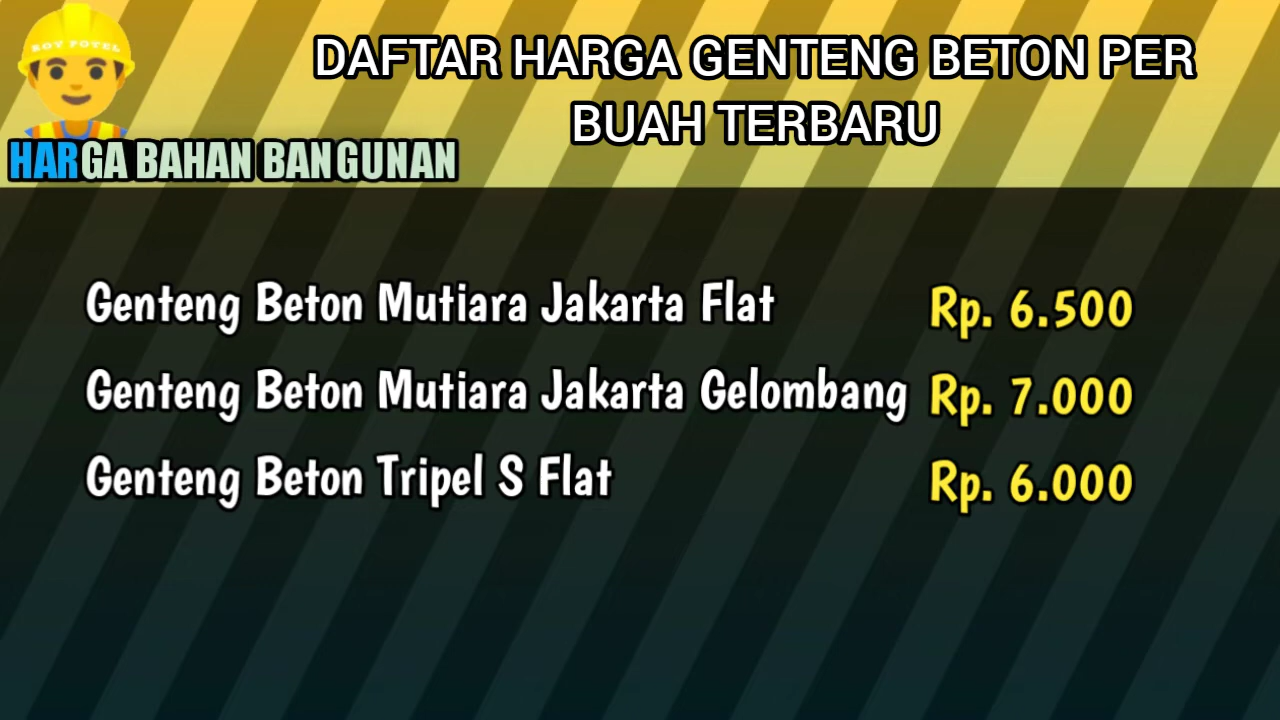 ROY POTEL
DAFTAR HARGA GENTENG BETON PER
BUAH TERBARU
HARGA BAHAN BANGUNAN
Genteng Beton Mutiara Jakarta Flat Rp. 6.500
Genteng Beton Mutiara Jakarta Gelombang Rp. 7.000
Genteng Beton Tripel S Flat Rp. 6.000